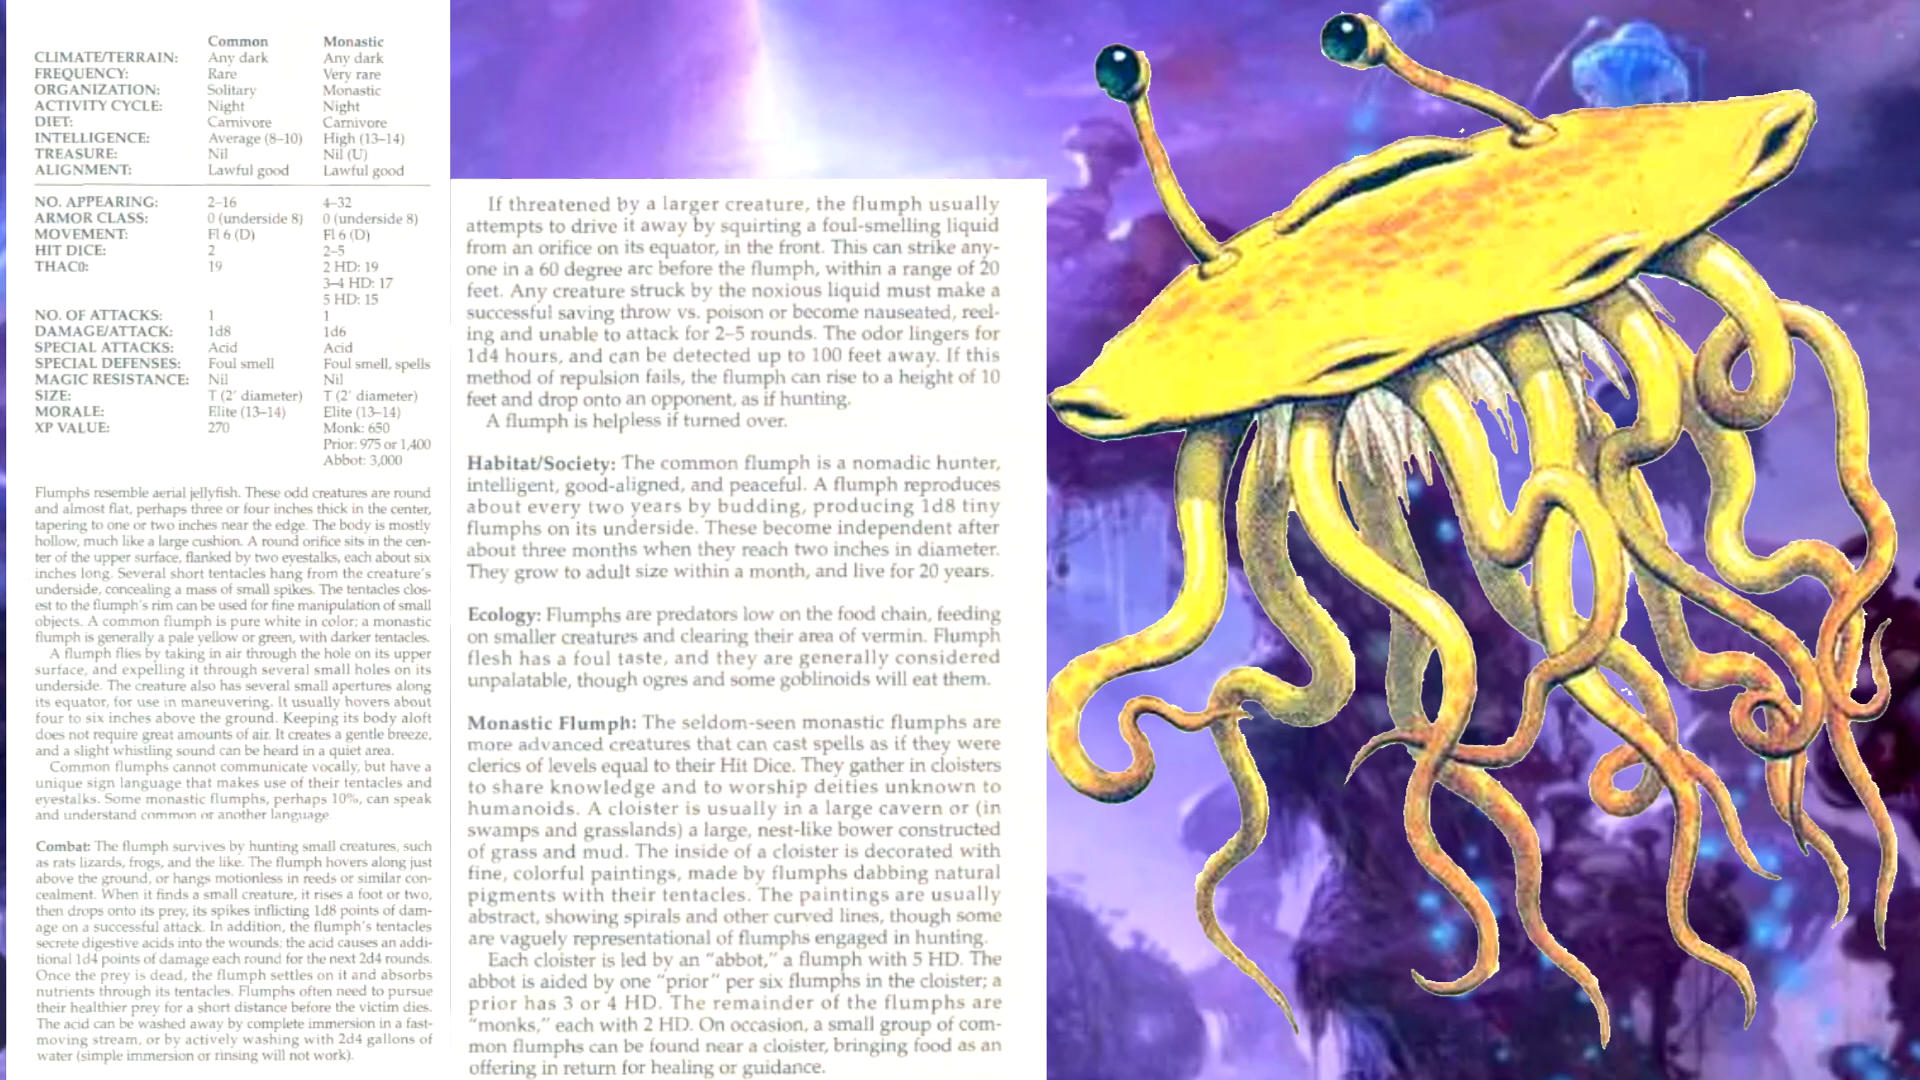 Common Monastic
CLIMATE/TERRAIN: Any dark Any dark
FREQUENCY: Rare Very rare
ORGANIZATION: Solitary Monastic
ACTIVITY CYCLE: Night Night
DIET: Carnivore Carnivore
INTELLIGENCE: Average (8–10) High (13–14)
TREASURE: Nil Nil (U)
ALIGNMENT: Lawful good Lawful good
NO. APPEARING: 2–16 4–32
ARMOR CLASS: 0 (underside 8) 0 (underside 8)
MOVEMENT: Fl 6 (D) Fl 6 (D)
HIT DICE: 2 2–5
THAC0: 19 2 HD: 19
3–4 HD: 17
5 HD: 15
NO. OF ATTACKS: 1 1
DAMAGE/ATTACK: 1d8 1d6
SPECIAL ATTACKS: Acid Acid
SPECIAL DEFENSES: Foul smell Foul smell, spells
MAGIC RESISTANCE: Nil Nil
SIZE: T (2' diameter) T (2' diameter)
MORALE: Elite (13–14) Elite (13–14)
XP VALUE: 270 Monk: 650
Prior: 975 or 1,400
Abbot: 3,000
Flumphs resemble aerial jellyfish. These odd creatures are round
and almost flat, perhaps three or four inches thick in the center,
tapering to one or two inches near the edge. The body is mostly
hollow, much like a large cushion. A round orifice sits in the cen-
ter of the upper surface, flanked by two eyestalks, each about six
inches long. Several short tentacles hang from the creature's
underside, concealing a mass of small spikes. The tentacles clos-
est to the flumph's rim can be used for fine manipulation of small
objects. A common flumph is pure white in color; a monastic
flumph is generally a pale yellow or green, with darker tentacles.
A flumph flies by taking in air through the hole on its upper
surface, and expelling it through several small holes on its
underside. The creature also has several small apertures along
its equator, for use in maneuvering. It usually hovers about
four to six inches above the ground. Keeping its body aloft
does not require great amounts of air. It creates a gentle breeze,
and a slight whistling sound can be heard in a quiet area.
Common flumphs cannot communicate vocally, but have a
unique sign language that makes use of their tentacles and
eyestalks. Some monastic flumphs, perhaps 10%, can speak
and understand common or another language.
Combat: The flumph survives by hunting small creatures, such
as rats lizards, frogs, and the like. The flumph hovers along just
above the ground, or hangs motionless in reeds or similar con-
cealment. When it finds a small creature, it rises a foot or two,
then drops onto its prey, its spikes inflicting 1d8 points of dam-
age on a successful attack. In addition, the flumph's tentacles
secrete digestive acids into the wounds; the acid causes an addi-
tional 1d4 points of damage each round for the next 2d4 rounds.
Once the prey is dead, the flumph settles on it and absorbs
nutrients through its tentacles. Flumphs often need to pursue
their healthier prey for a short distance before the victim dies.
The acid can be washed away by complete immersion in a fast-
moving stream, or by actively washing with 2d4 gallons of
water (simple immersion or rinsing will not work).
If threatened by a larger creature, the flumph usually
attempts to drive it away by squirting a foul-smelling liquid
from an orifice on its equator, in the front. This can strike any-
one in a 60 degree arc before the flumph, within a range of 20
feet. Any creature struck by the noxious liquid must make a
successful saving throw vs. poison or become nauseated, reel-
ing and unable to attack for 2–5 rounds. The odor lingers for
1d4 hours, and can be detected up to 100 feet away. If this
method of repulsion fails, the flumph can rise to a height of 10
feet and drop onto an opponent, as if hunting.
A flumph is helpless if turned over.
Habitat/Society: The common flumph is a nomadic hunter,
intelligent, good-aligned, and peaceful. A flumph reproduces
about every two years by budding, producing 1d8 tiny
flumphs on its underside. These become independent after
about three months when they reach two inches in diameter.
They grow to adult size within a month, and live for 20 years.
Ecology: Flumphs are predators low on the food chain, feeding
on smaller creatures and clearing their area of vermin. Flumph
flesh has a foul taste, and they are generally considered
unpalatable, though ogres and some goblinoids will eat them.
Monastic Flumph: The seldom-seen monastic flumphs are
more advanced creatures that can cast spells as if they were
clerics of levels equal to their Hit Dice. They gather in cloisters
to share knowledge and to worship deities unknown to
humanoids. A cloister is usually in a large cavern or (in
swamps and grasslands) a large, nest-like bower constructed
of grass and mud. The inside of a cloister is decorated with
fine, colorful paintings, made by flumphs dabbing natural
pigments with their tentacles. The paintings are usually
abstract, showing spirals and other curved lines, though some
are vaguely representational of flumphs engaged in hunting.
Each cloister is led by an "abbot," a flumph with 5 HD. The
abbot is aided by one "prior" per six flumphs in the cloister; a
prior has 3 or 4 HD. The remainder of the flumphs are
"monks," each with 2 HD. On occasion, a small group of com-
mon flumphs can be found near a cloister, bringing food as an
offering in return for healing or guidance.